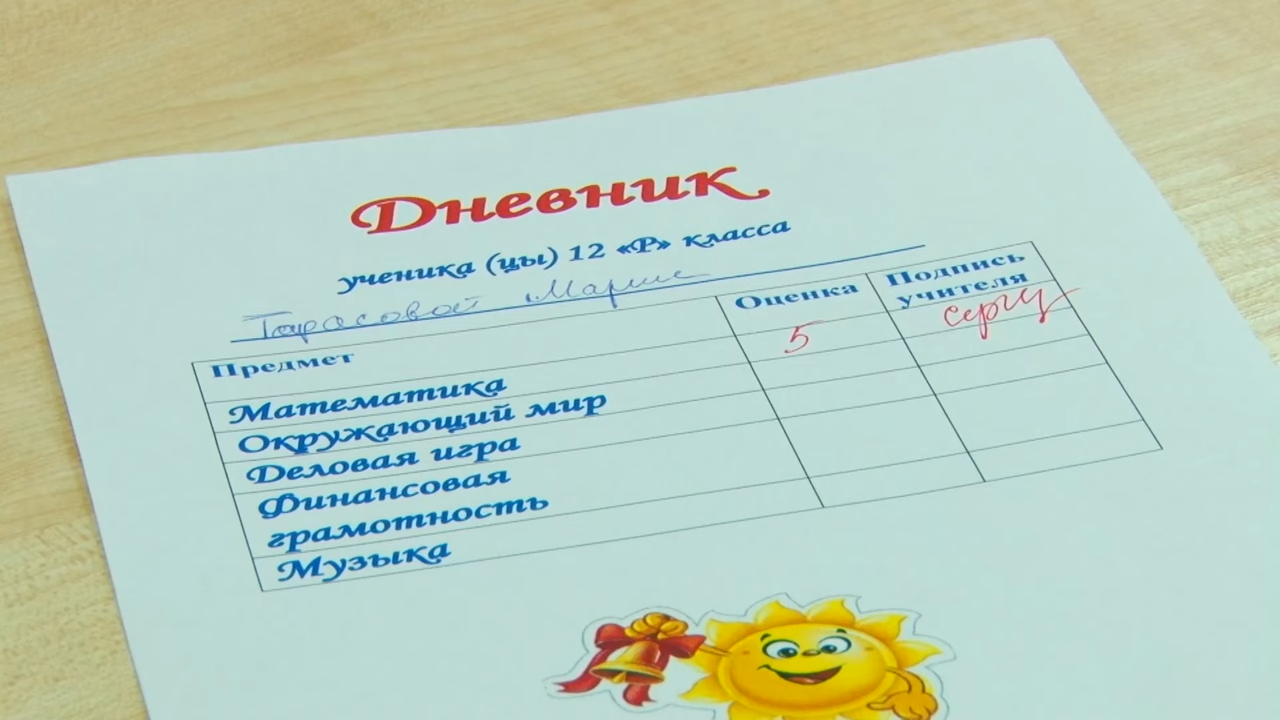 Дневник
ученика (цы) 12 «Р» класса
Тарасовой Марии
Предмет Оценка Подпись учителя
Математика 5
Окружающий мир
Деловая игра
Финансовая
грамотность
Музыка